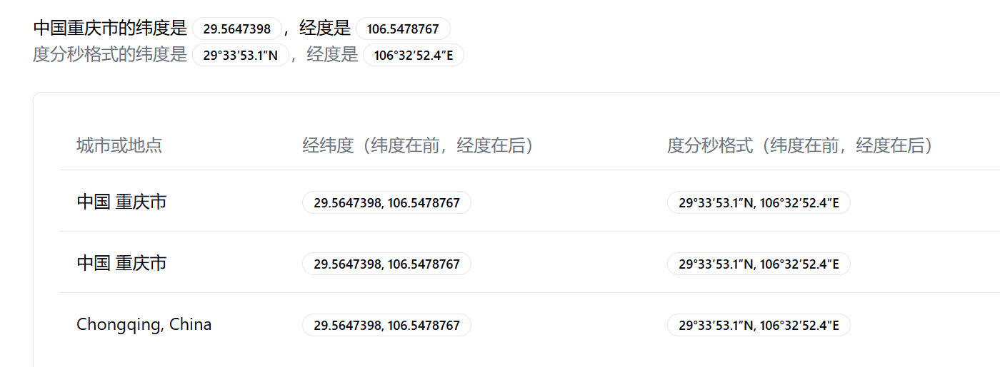 中国重庆市的纬度是 29.5647398 ，经度是 106.5478767
度分秒格式的纬度是 29°33′53.1″N ，经度是 106°32′52.4″E
城市或地点 经纬度（纬度在前，经度在后） 度分秒格式（纬度在前，经度在后）
中国 重庆市 29.5647398, 106.5478767 29°33′53.1″N, 106°32′52.4″E
中国 重庆市 29.5647398, 106.5478767 29°33′53.1″N, 106°32′52.4″E
Chongqing, China 29.5647398, 106.5478767 29°33′53.1″N, 106°32′52.4″E